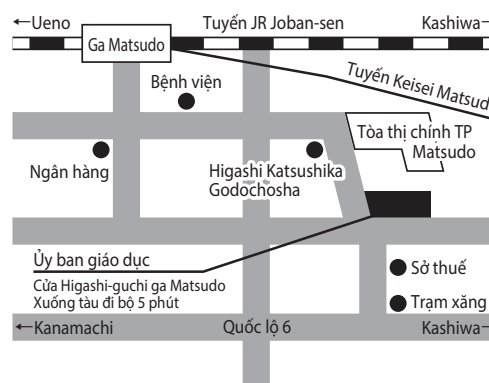 ←Ueno
Tuyến JR Joban-sen
Kashiwa
Ga Matsudo
Tuyến Keisei Matsud
Bệnh viện
Tòa thị chính TP
Matsudo
Ngân hàng
Higashi Katsushika
Godochosha
Ủy ban giáo dục
Cửa Higashi-guchi ga Matsudo
Xuống tàu đi bộ 5 phút
Sở thuế
Trạm xăng
←Kanamachi
Quốc lộ 6
Kashiwa